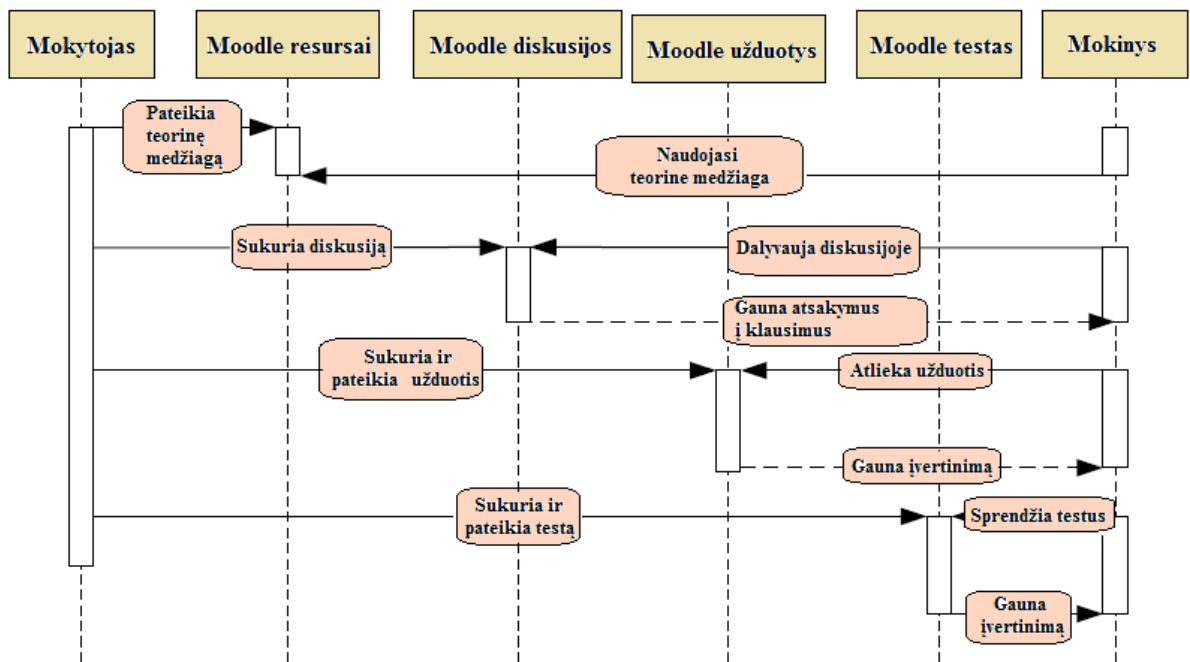 Mokytojas
Moodle resursai
Moodle diskusijos
Moodle užduotys
Moodle testas
Mokinys
Pateikia
teorinę
medžiagą
Naudojasi
teorine medžiaga
Sukuria diskusiją
Dalyvauja diskusijoje
Gauna atsakymus
į klausimus
Sukuria ir
pateikia užduotis
Atlieka užduotis
Gauna įvertinimą
Sukuria ir
pateikia testą
Sprendžia testus
Gauna
įvertinimą